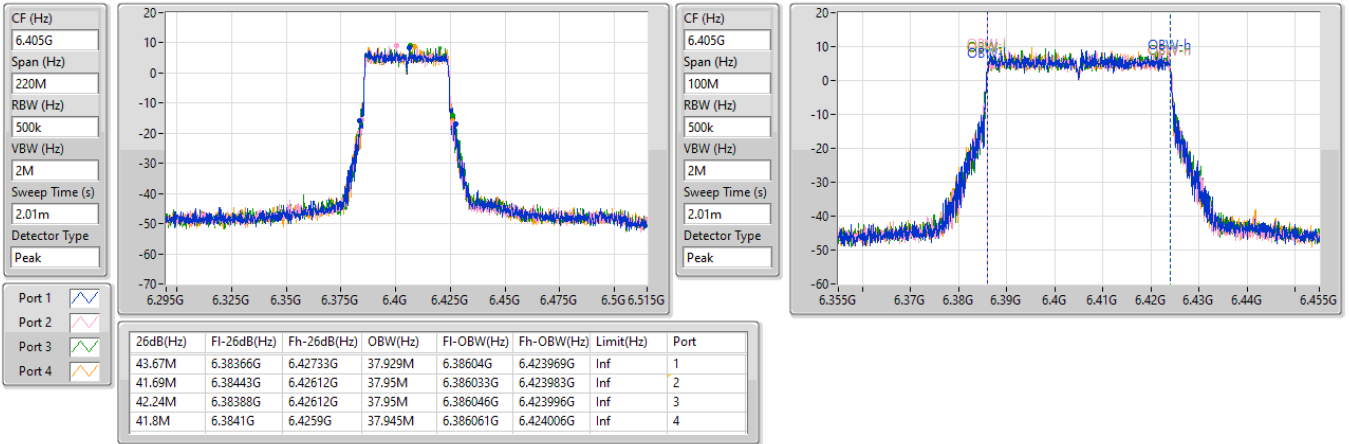 CF (Hz)
6.405G
Span (Hz)
220M
RBW (Hz)
500k
VBW (Hz)
2M
Sweep Time (s)
2.01m
Detector Type
Peak
20
10
0
-10
-20
-30
-40
-50
-60
-70
6.295G 6.325G 6.35G 6.375G 6.4G 6.425G 6.45G 6.475G 6.5G 6.515G
CF (Hz)
6.405G
Span (Hz)
100M
RBW (Hz)
500k
VBW (Hz)
2M
Sweep Time (s)
2.01m
Detector Type
Peak
20
10
0
-10
-20
-30
-40
-50
-60
OBW-h
6.355G 6.37G 6.38G 6.39G 6.4G 6.41G 6.42G 6.43G 6.44G 6.455G
Port 1
Port 2
Port 3
Port 4
26dB(Hz) Fl-26dB(Hz) Fh-26dB(Hz) OBW(Hz) Fl-OBW(Hz) Fh-OBW(Hz) Limit(Hz) Port
43.67M 6.38366G 6.42733G 37.929M 6.38604G 6.423969G Inf 1
41.69M 6.38443G 6.42612G 37.95M 6.386033G 6.423983G Inf 2
42.24M 6.38388G 6.42612G 37.95M 6.386046G 6.423996G Inf 3
41.8M 6.3841G 6.4259G 37.945M 6.386061G 6.424006G Inf 4